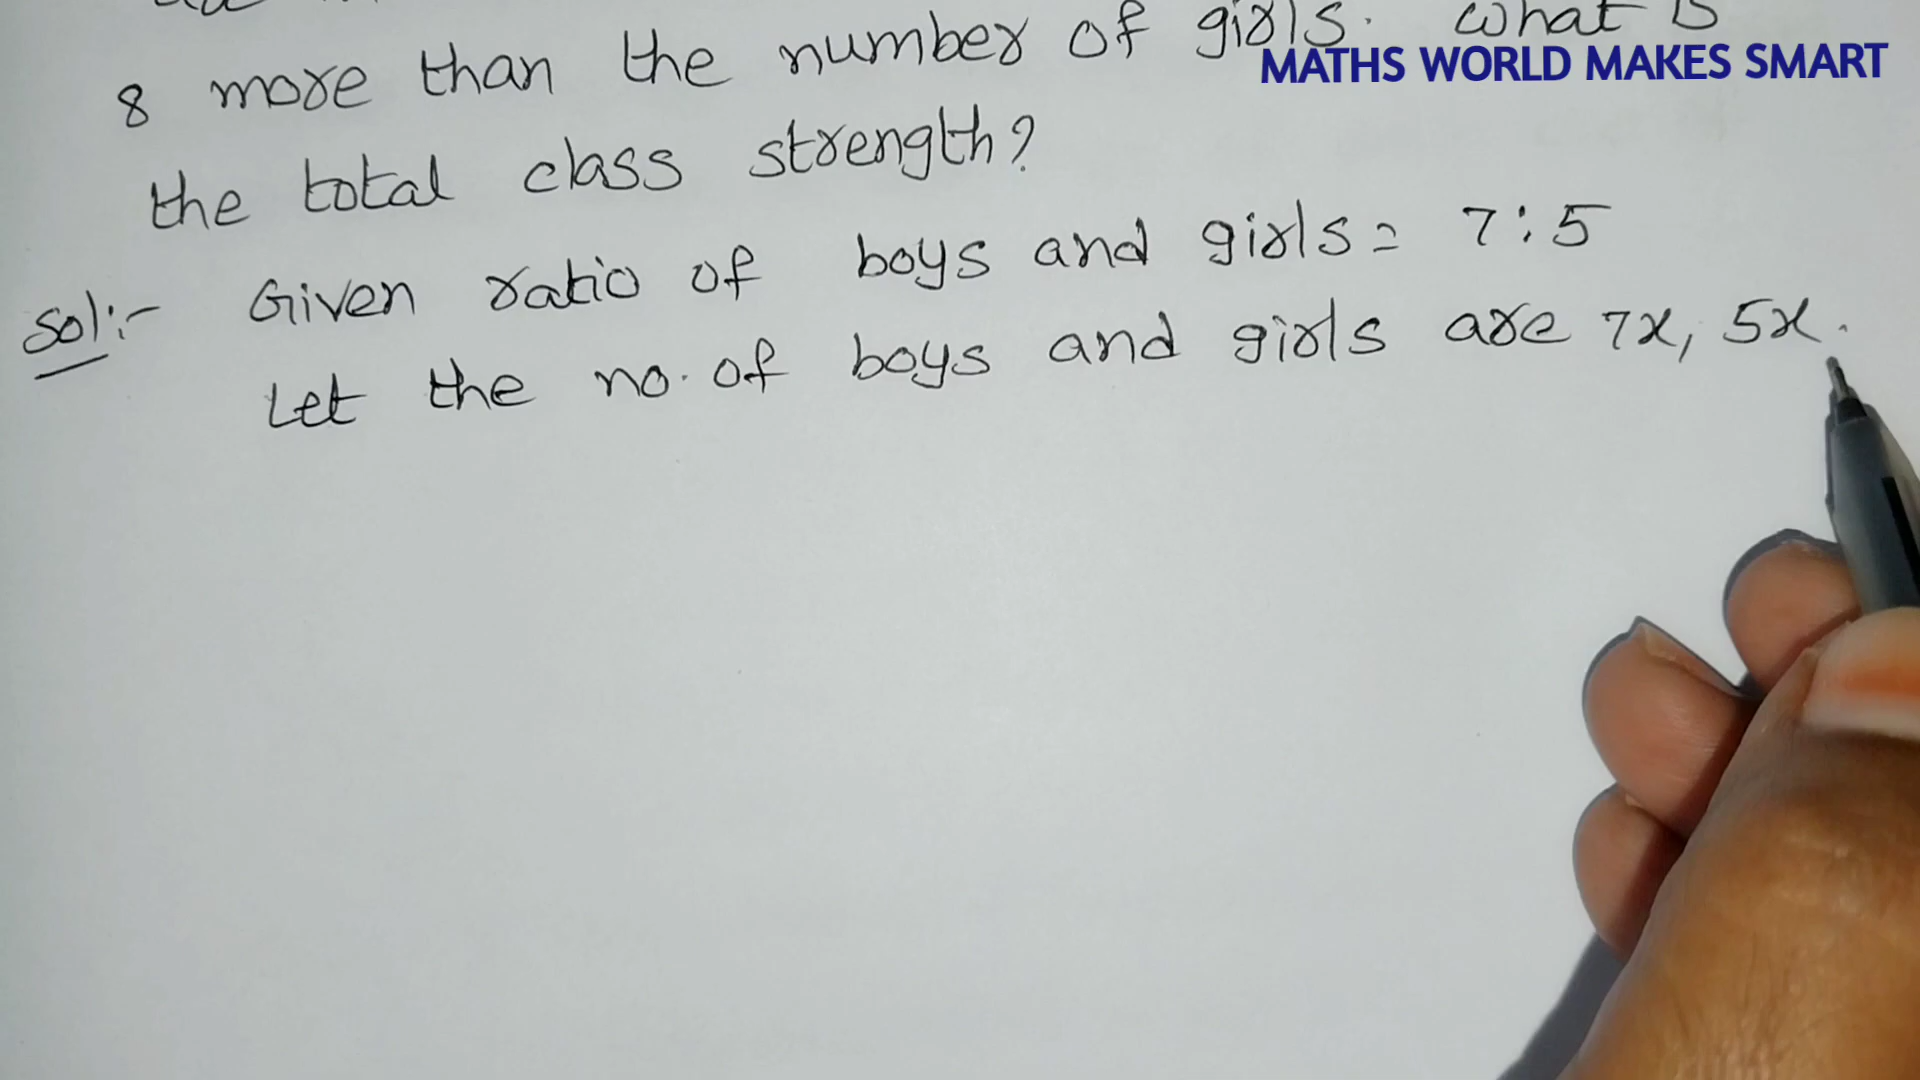 8 more than the number of girls. What is
MATHS WORLD MAKES SMART
the total class strength?
Sol:- Given ratio of boys and girls = 7:5
Let the no. of boys and girls are 7x, 5x.